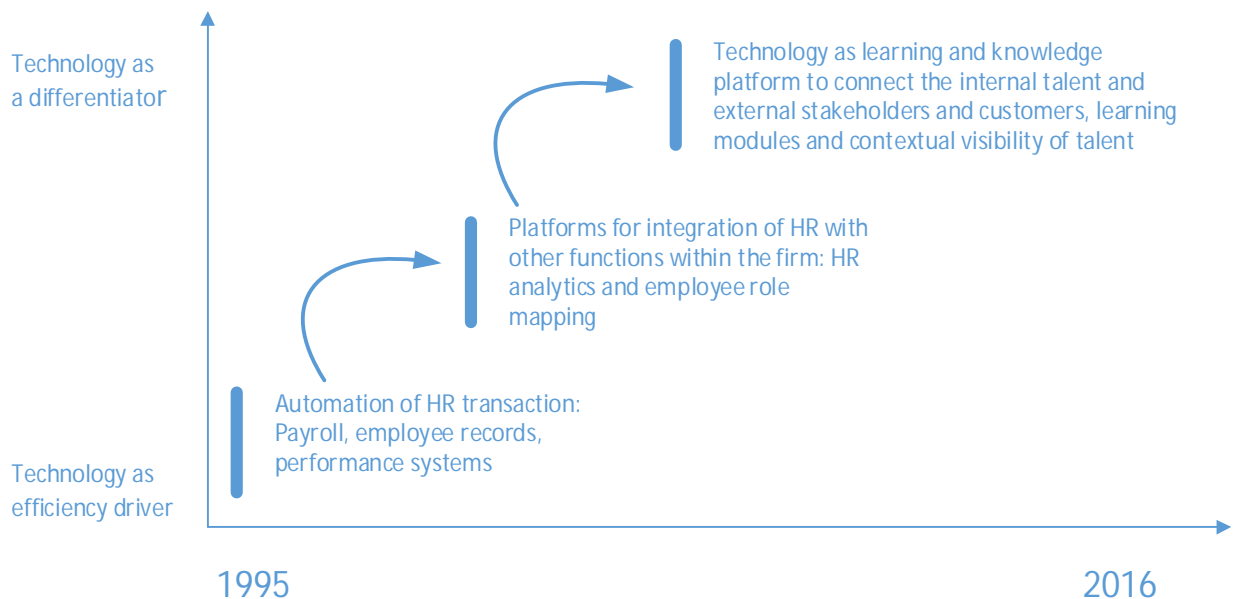 Technology as
a differentiator
Technology as learning and knowledge
platform to connect the internal talent and
external stakeholders and customers, learning
modules and contextual visibility of talent
Platforms for integration of HR with
other functions within the firm: HR
analytics and employee role
mapping
Automation of HR transaction:
Payroll, employee records,
performance systems
Technology as
efficiency driver
1995
2016